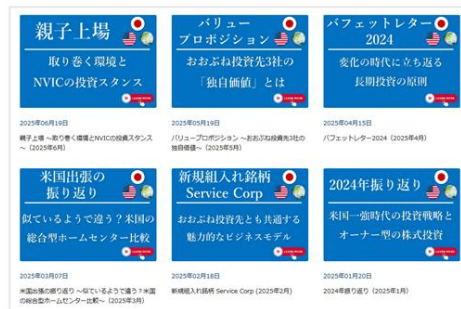 親子上場
取り巻く環境と
NVICの投資スタンス
2025年06月19日
親子上場 ～取り巻く環境とNVICの投資スタンス
～（2025年6月）
バリュー
プロポジション
おおぶね投資先3社の
「独自価値」とは
2025年05月19日
バリュープロポジション ～おおぶね投資先3社の
独自価値～（2025年5月）
バフェットレター
2024
変化の時代に立ち返る
長期投資の原則
2025年04月15日
バフェットレター2024（2025年4月）
米国出張の
振り返り
似ているようで違う？米国の
総合型ホームセンター比較
2025年03月07日
米国出張の振り返り ～似ているようで違う？米国
の総合型ホームセンター比較～（2025年3月）
新規組入れ銘柄
Service Corp
おおぶね投資先とも共通する
魅力的なビジネスモデル
2025年02月18日
新規組入れ銘柄 Service Corp (2025年2月)
2024年振り返り
米国一強時代の投資戦略と
オーナー型の株式投資
2025年01月20日
2024年振り返り（2025年1月）